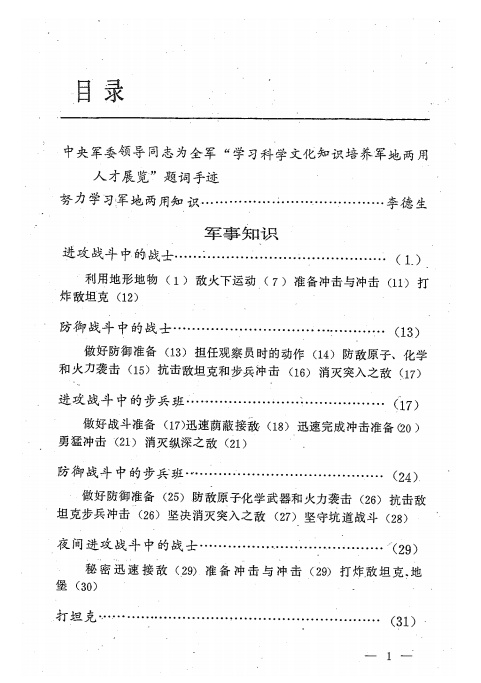 目录
中央军委领导同志为全军“学习科学文化知识培养军地两用
人才展览”题词手迹
努力学习军地两用知识……………………………………李德生
军事知识
进攻战斗中的战士……………………………………（1.）
利用地形地物（1）敌火下运动（7）准备冲击与冲击（11）打
炸敌坦克（12）
防御战斗中的战士……………………………………（13）
做好防御准备（13）担任观察员时的动作（14）防敌原子、化学
和火力袭击（15）抗击敌坦克和步兵冲击（16）消灭突入之敌（17）
进攻战斗中的步兵班……………………………………（17）
做好战斗准备（17）迅速荫蔽接敌（18）迅速完成冲击准备（20）
勇猛冲击（21）消灭纵深之敌（21）
防御战斗中的步兵班……………………………………（24）
做好防御准备（25）防敌原子化学武器和火力袭击（26）抗击敌
坦克步兵冲击（26）坚决消灭突入之敌（27）坚守坑道战斗（28）
夜间进攻战斗中的战士……………………………………（29）
秘密迅速接敌（29）准备冲击与冲击（29）打炸敌坦克、地
堡（30）
打坦克……………………………………（31）
— 1 —